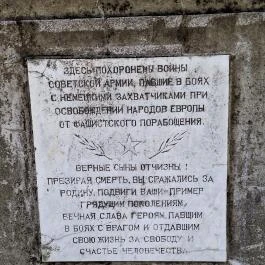 ЗДЕСЬ ПОХОРОНЕНЫ ВОИНЫ
СОВЕТСКОЙ АРМИИ, ПАВШИЕ В БОЯХ
С НЕМЕЦКИМИ ЗАХВАТЧИКАМИ ПРИ
ОСВОБОЖДЕНИИ НАРОДОВ ЕВРОПЫ
ОТ ФАШИСТСКОГО ПОРАБОЩЕНИЯ.
ВЕРНЫЕ СЫНЫ ОТЧИЗНЫ!
ПРЕЗИРАЯ СМЕРТЬ, ВЫ СРАЖАЛИСЬ ЗА
РОДИНУ. ПОДВИГИ ВАШИ - ПРИМЕР
ГРЯДУЩИМ ПОКОЛЕНИЯМ.
ВЕЧНАЯ СЛАВА ГЕРОЯМ, ПАВШИМ
В БОЯХ С ВРАГОМ И ОТДАВШИМ
СВОЮ ЖИЗНЬ ЗА СВОБОДУ И
СЧАСТЬЕ ЧЕЛОВЕЧЕСТВА.